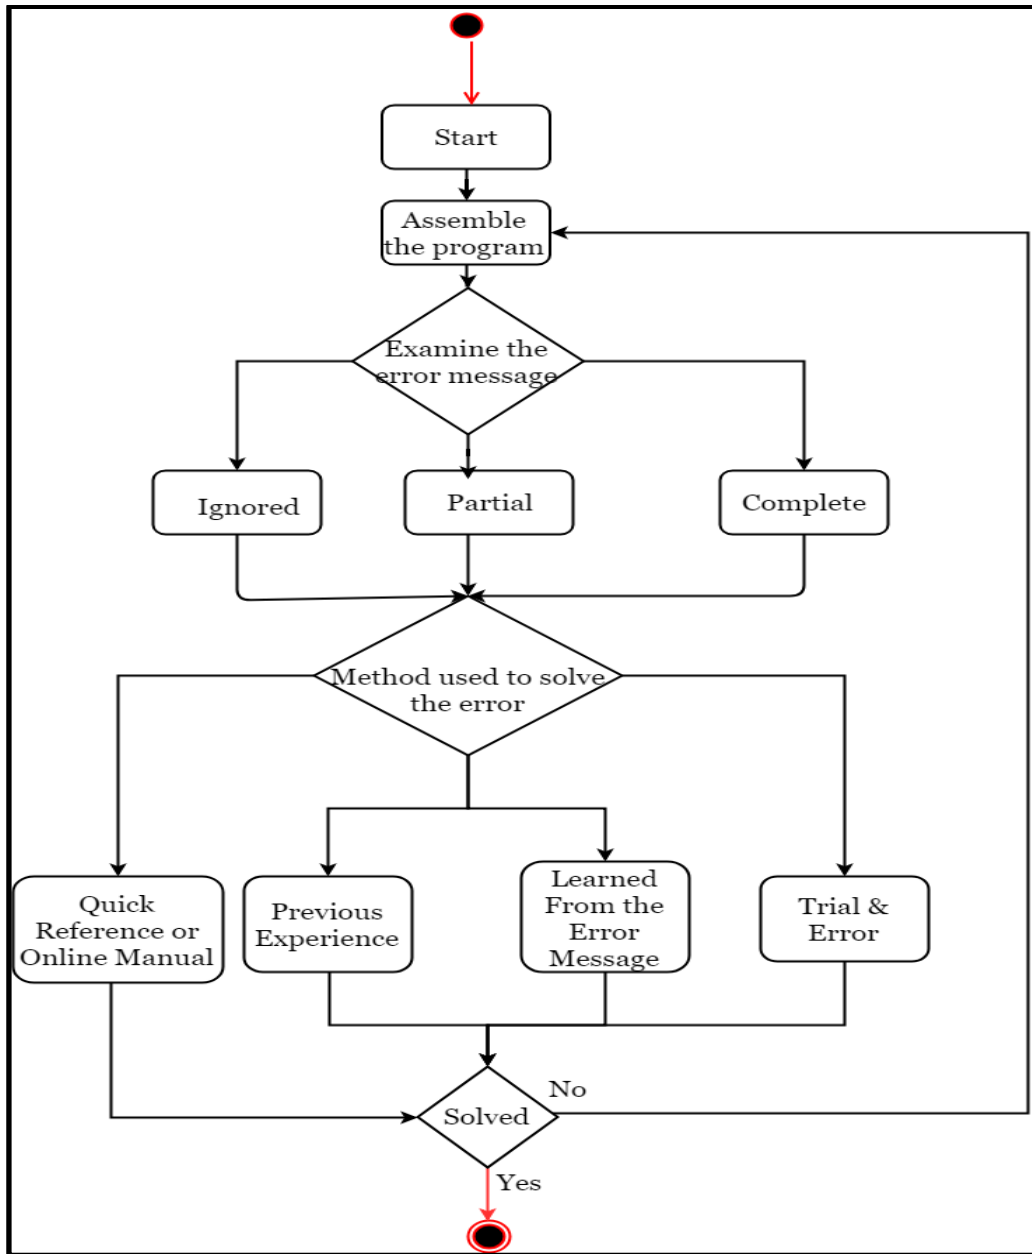 Start
Assemble
the program
Examine the
error message
Ignored
Partial
Complete
Method used to solve
the error
Quick
Reference or
Online Manual
Previous
Experience
Learned
From the
Error
Message
Trial &
Error
Solved
No
Yes